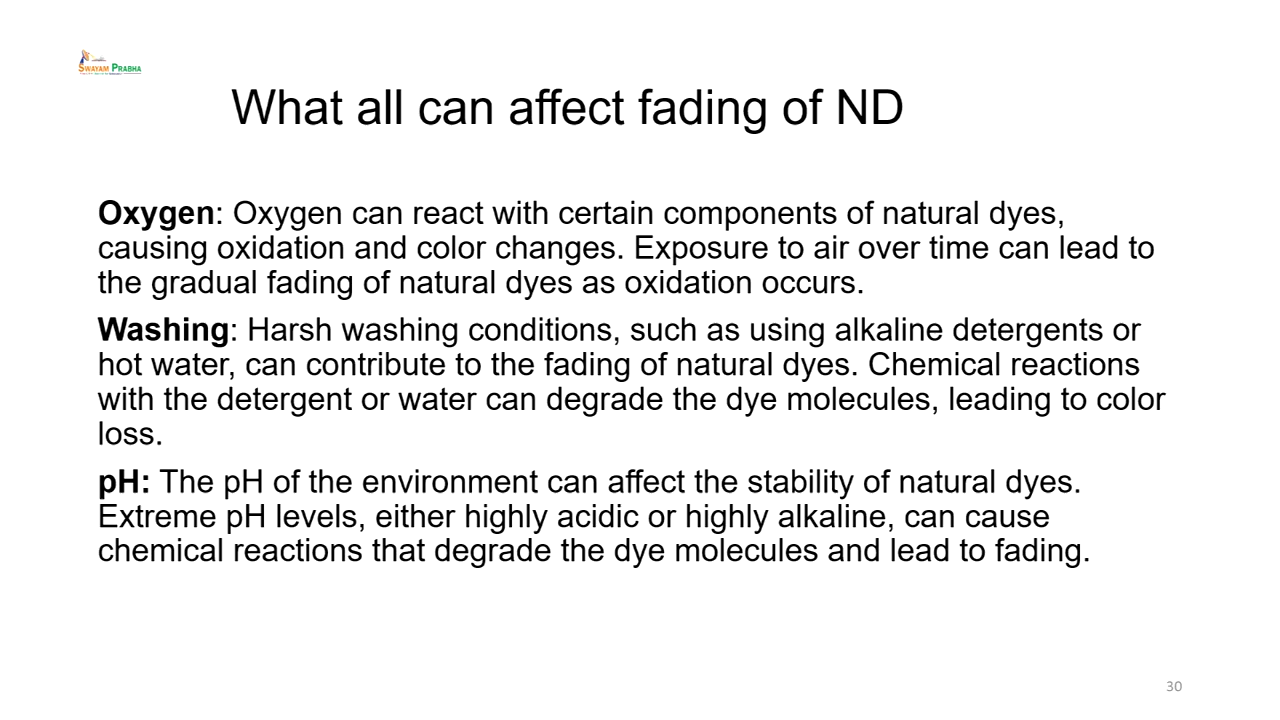 SWAYAM PRABHA
What all can affect fading of ND
Oxygen: Oxygen can react with certain components of natural dyes,
causing oxidation and color changes. Exposure to air over time can lead to
the gradual fading of natural dyes as oxidation occurs.
Washing: Harsh washing conditions, such as using alkaline detergents or
hot water, can contribute to the fading of natural dyes. Chemical reactions
with the detergent or water can degrade the dye molecules, leading to color
loss.
pH: The pH of the environment can affect the stability of natural dyes.
Extreme pH levels, either highly acidic or highly alkaline, can cause
chemical reactions that degrade the dye molecules and lead to fading.
30